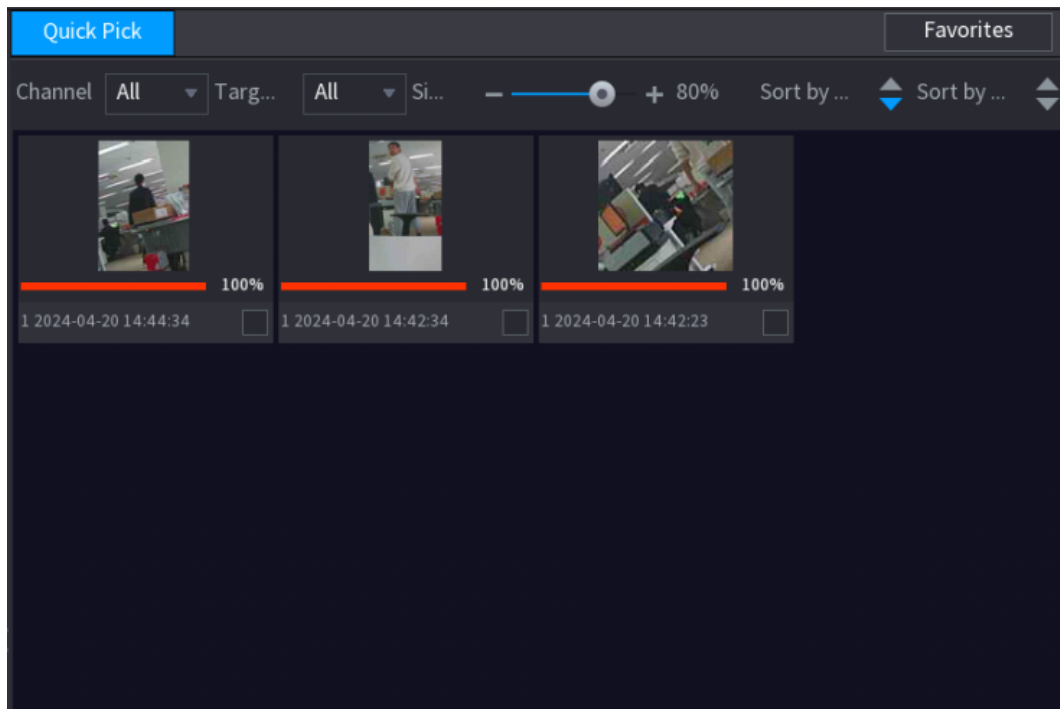 Quick Pick Favorites
Channel All Targ... All Si... 80% Sort by ... Sort by ...
100% 100% 100%
1 2024-04-20 14:44:34 1 2024-04-20 14:42:34 1 2024-04-20 14:42:23